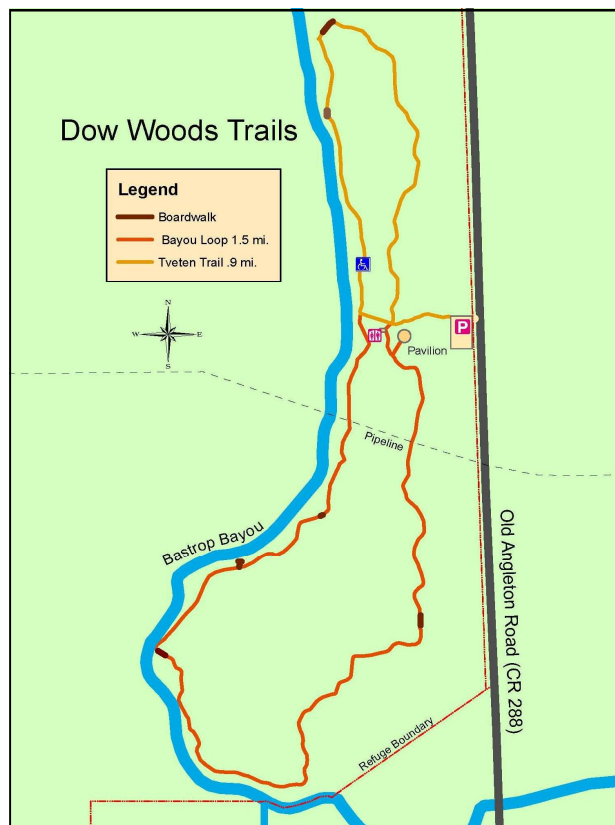 Dow Woods Trails
Legend
Boardwalk
Bayou Loop 1.5 mi.
Tveten Trail .9 mi.
N
W E
S
P
Pavilion
Pipeline
Bastrop Bayou
Old Angleton Road (CR 288)
Refuge Boundary